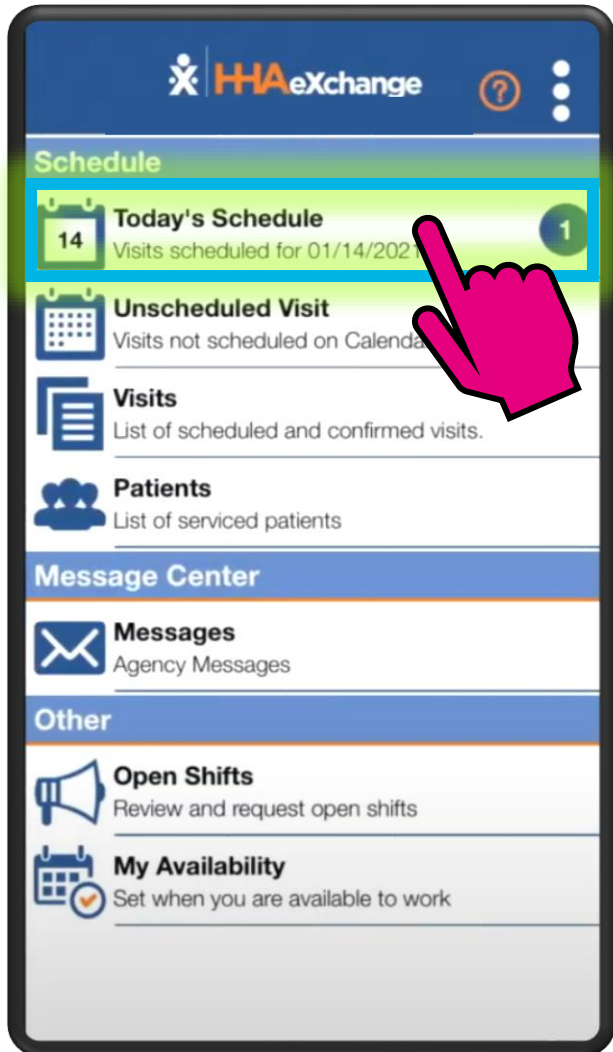 HHAeXchange
?
Schedule
14
Today's Schedule
1
Visits scheduled for 01/14/2021
Unscheduled Visit
Visits not scheduled on Calenda
Visits
List of scheduled and confirmed visits.
Patients
List of serviced patients
Message Center
Messages
Agency Messages
Other
Open Shifts
Review and request open shifts
My Availability
Set when you are available to work